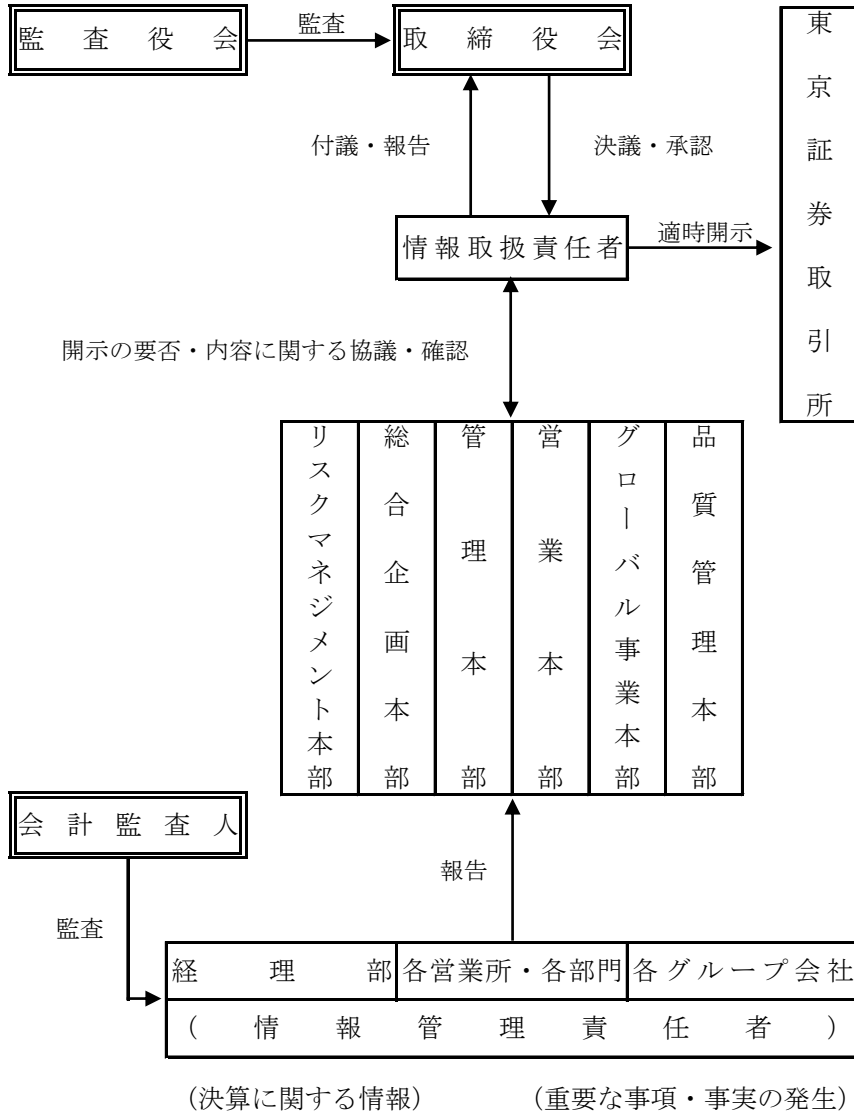 監査役会
監査
取締役会
東京証券取引所
付議・報告
決議・承認
情報取扱責任者
適時開示
開示の要否・内容に関する協議・確認
リスクマネジメント本部
総合企画本部
管理本部
営業本部
グローバル事業本部
品質管理本部
会計監査人
報告
監査
経理部
各営業所・各部門
各グループ会社
(情報管理責任者)
(決算に関する情報)
(重要な事項・事実の発生)